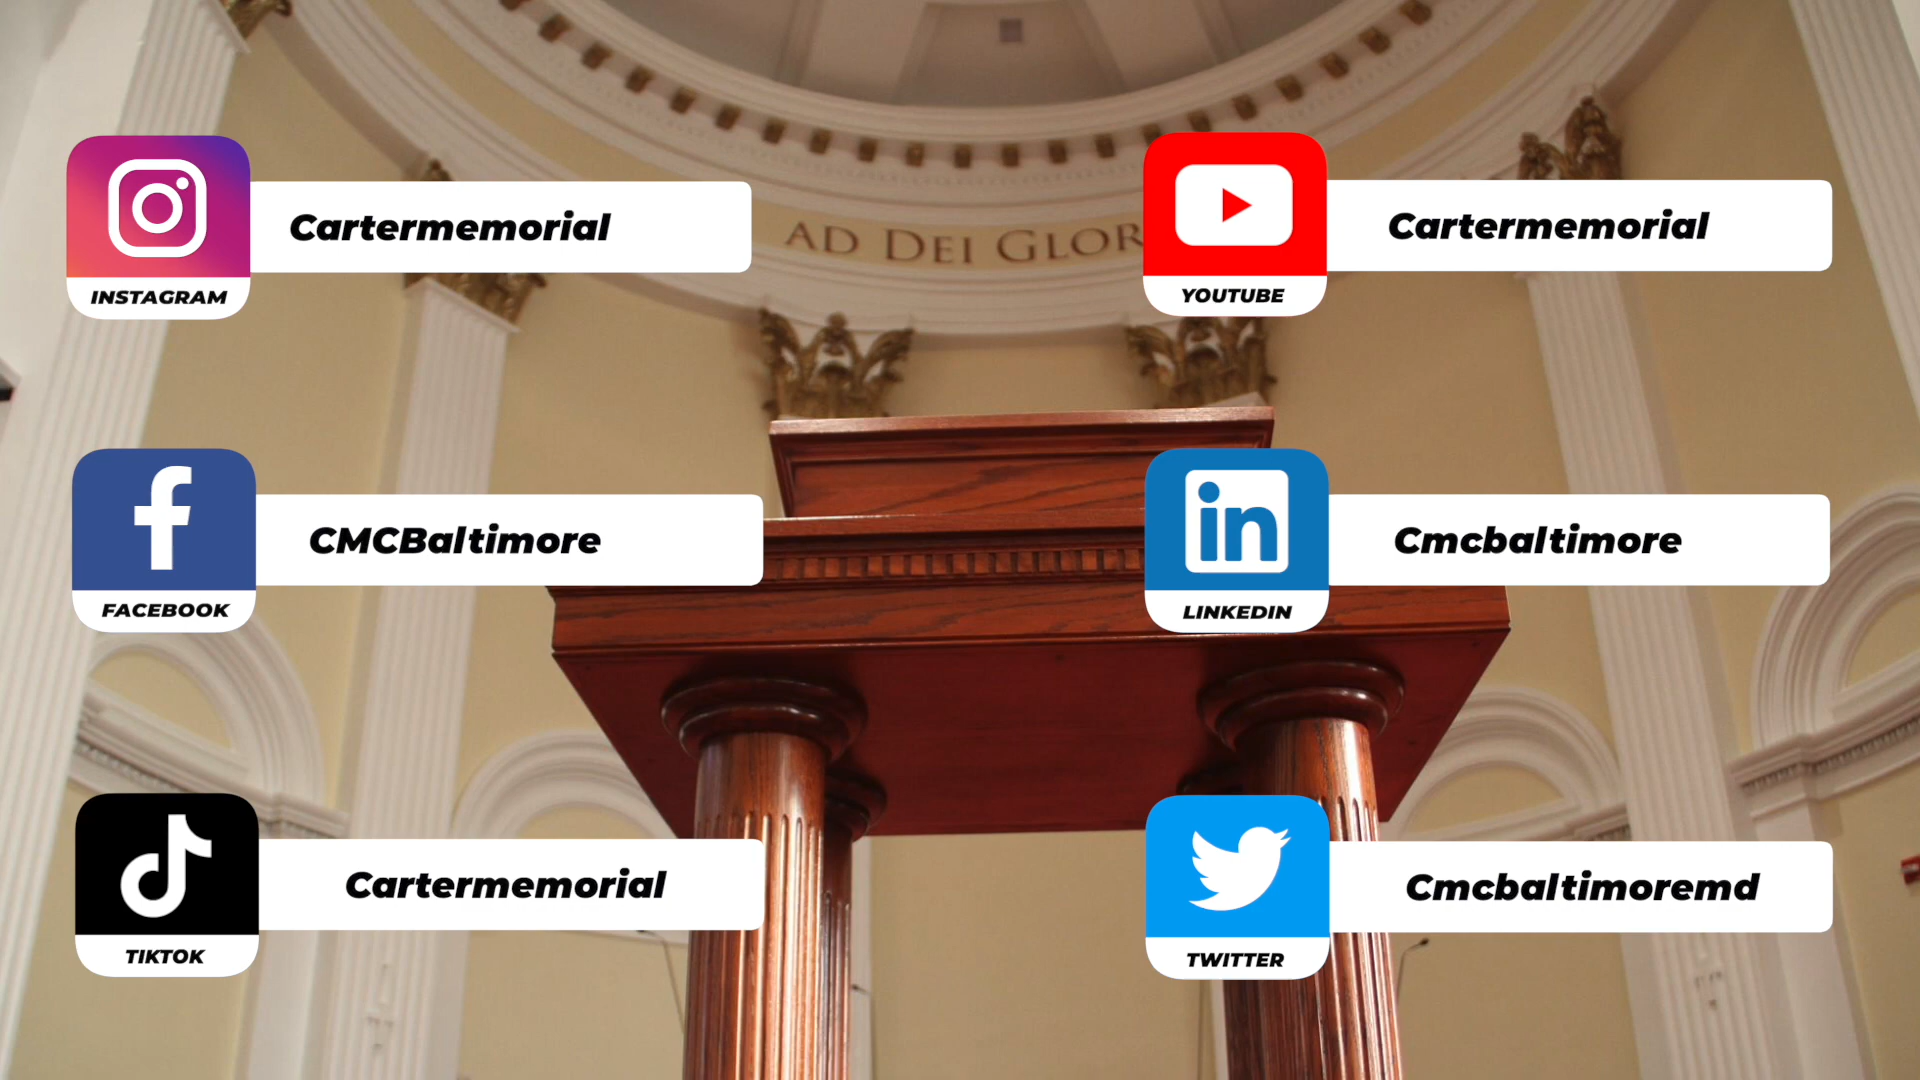 AD DEI GLOR
Cartermemorial
INSTAGRAM
Cartermemorial
YOUTUBE
CMCBaltimore
FACEBOOK
Cmcbaltimore
in
LINKEDIN
Cartermemorial
TIKTOK
Cmcbaltimoremd
TWITTER